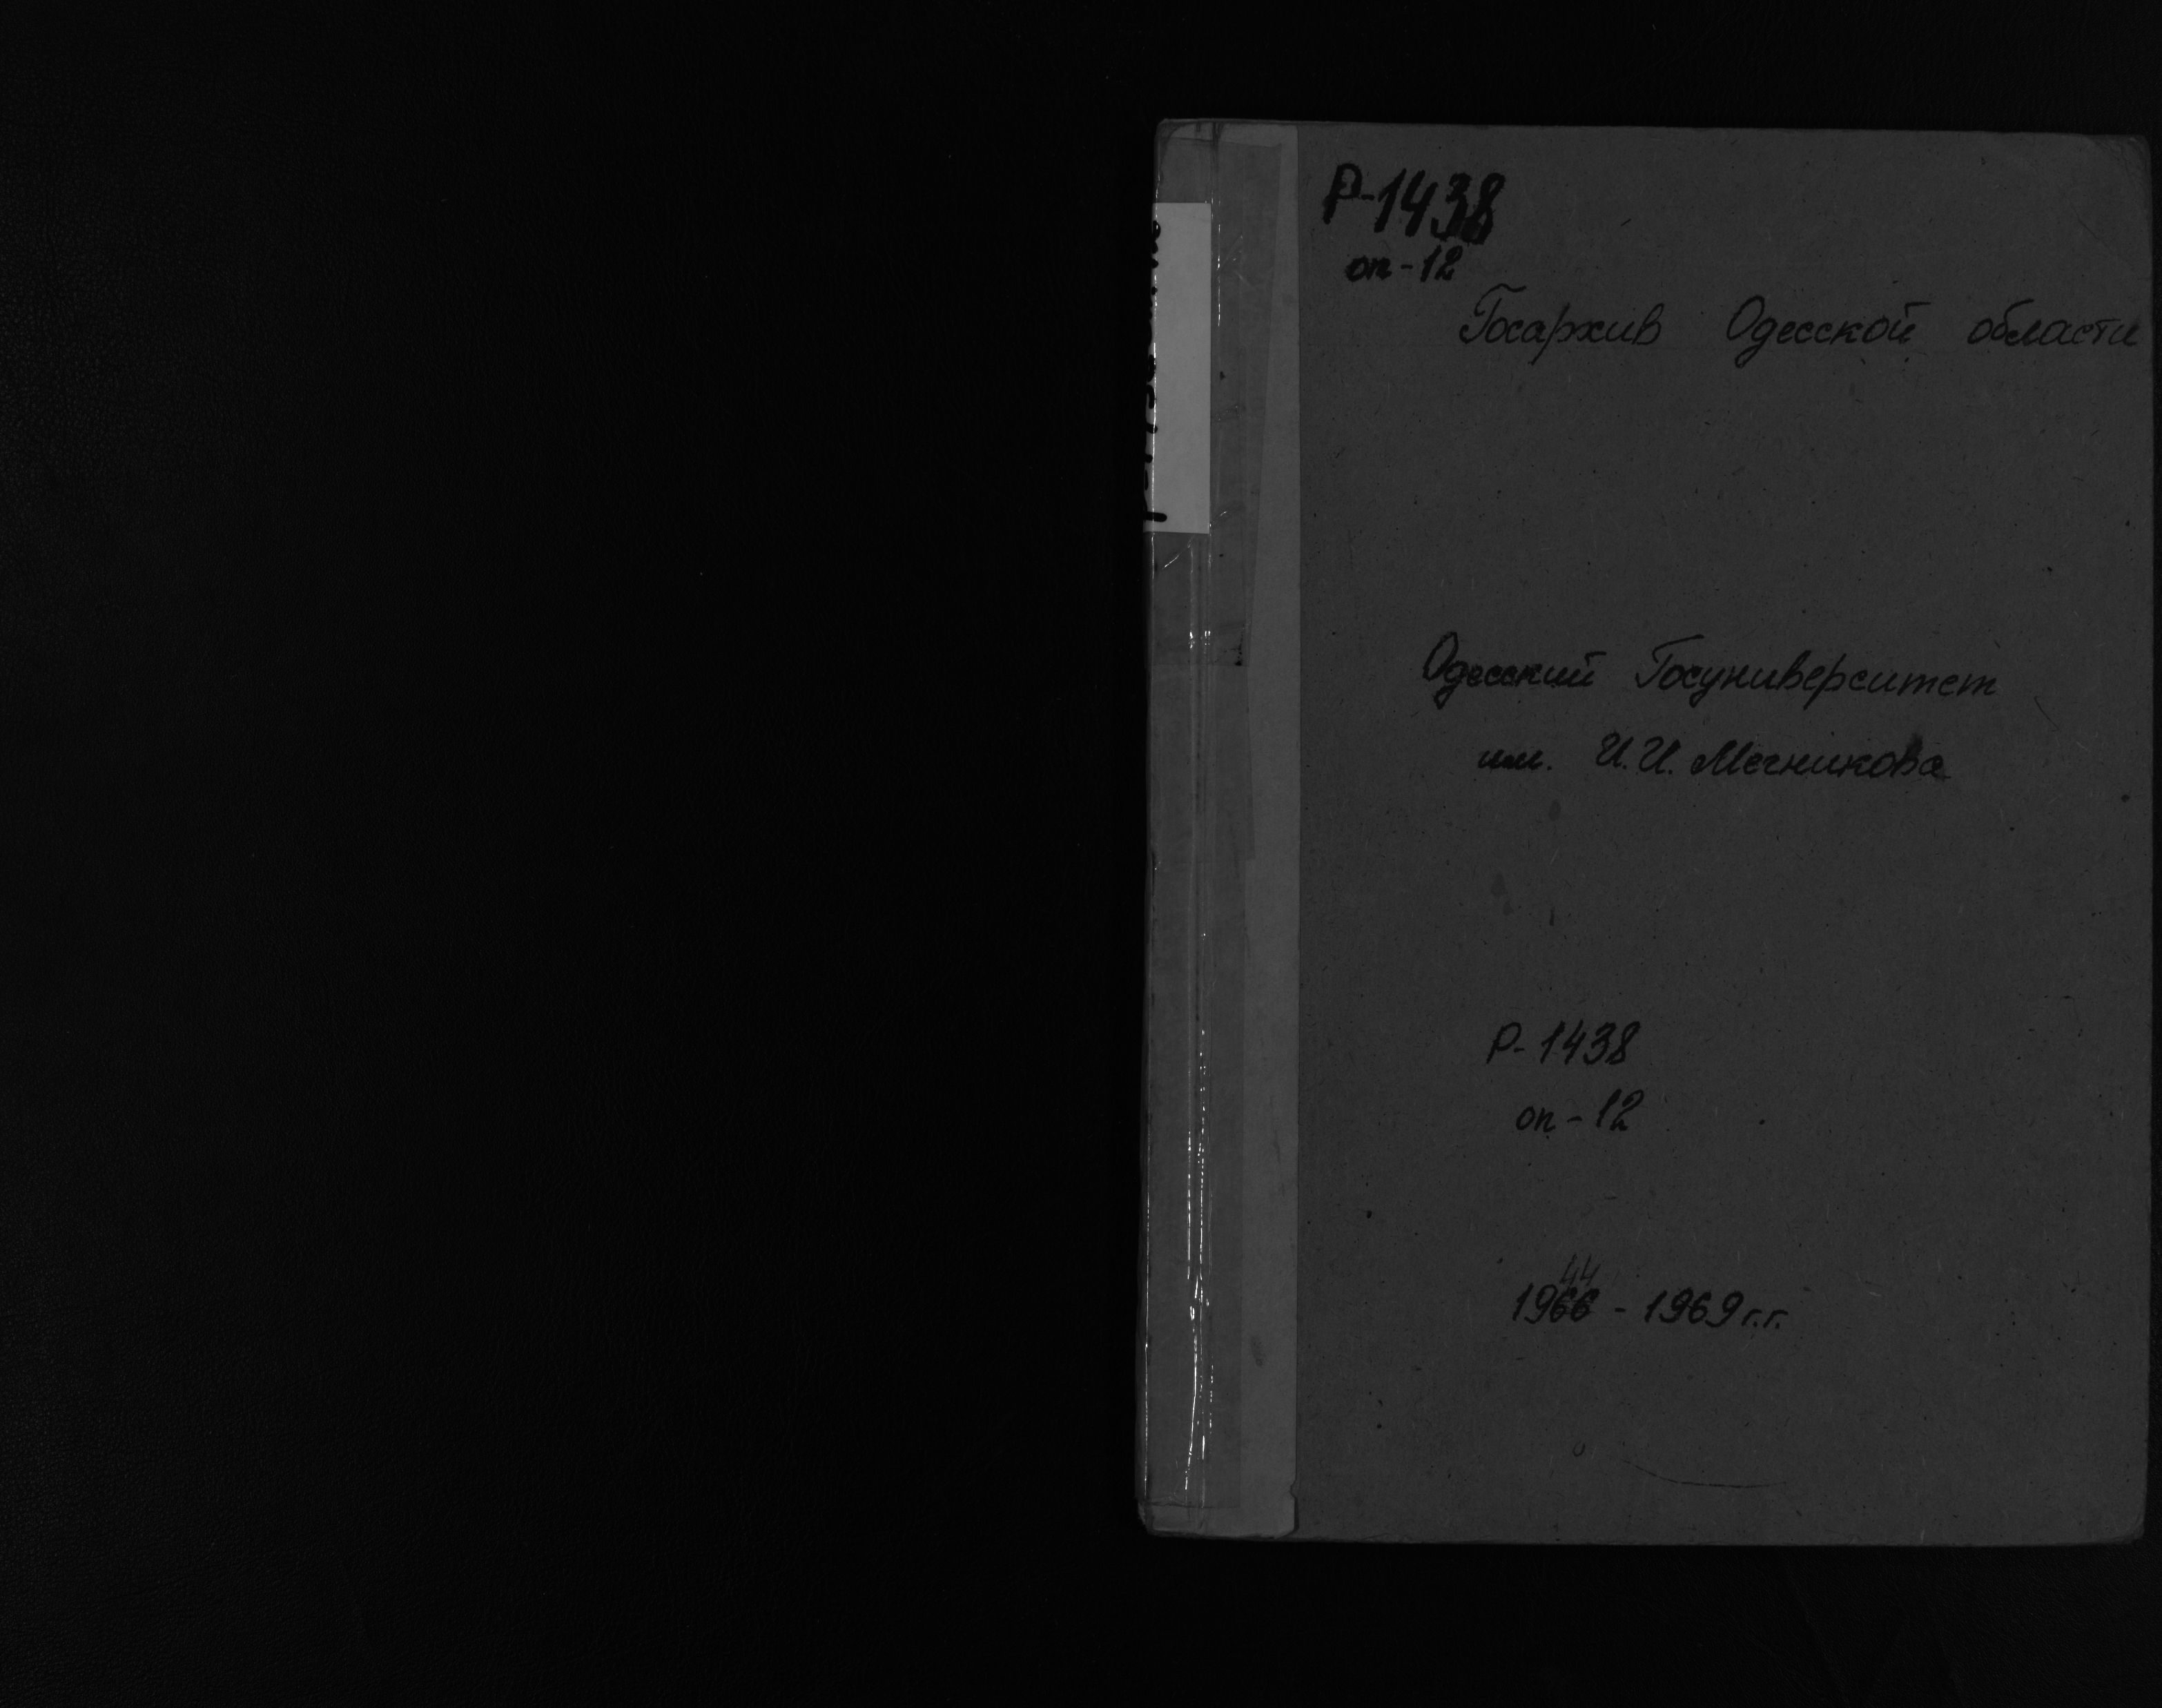 Р-1438
оп-12
Госархив Одесской области
Одесский Госуниверситет
им. И.И. Мечникова
Р-1438
оп-12
44
1966 - 1969 г.г.